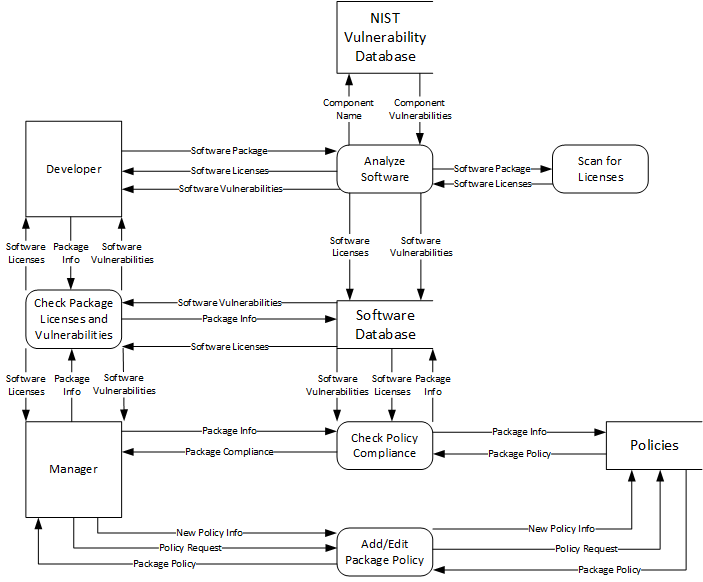 NIST
Vulnerability
Database
Component
Name
Component
Vulnerabilities
Developer
Software Package
Software Licenses
Software Vulnerabilities
Analyze
Software
Software Package
Software Licenses
Scan for
Licenses
Software
Licenses
Package
Info
Software
Vulnerabilities
Software
Licenses
Software
Vulnerabilities
Check Package
Licenses and
Vulnerabilities
Software Vulnerabilities
Package Info
Software Licenses
Software
Database
Software
Licenses
Package
Info
Software
Vulnerabilities
Software
Vulnerabilities
Software
Licenses
Package
Info
Manager
Package Info
Package Compliance
Check Policy
Compliance
Package Info
Package Policy
Policies
New Policy Info
Policy Request
Package Policy
Add/Edit
Package Policy
New Policy Info
Policy Request
Package Policy